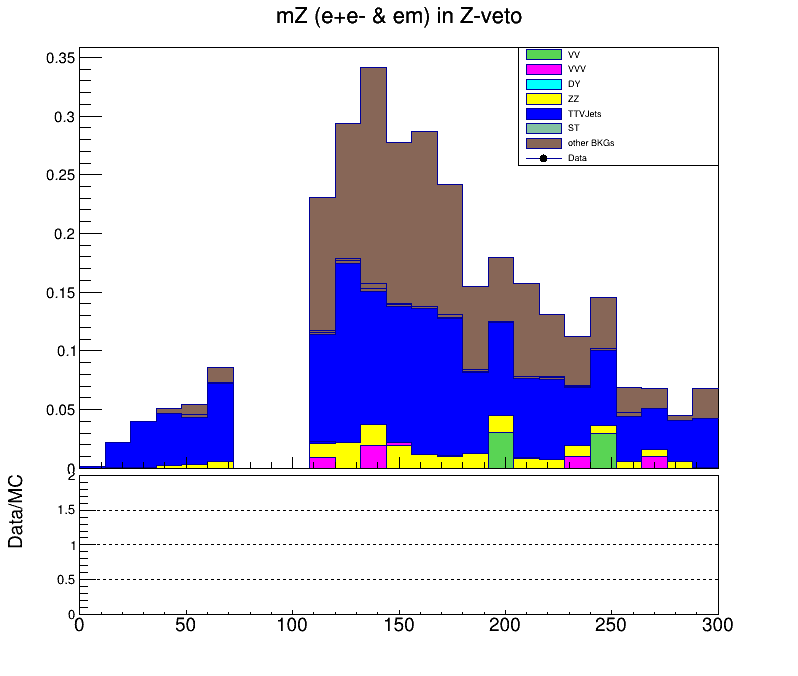 mZ (e+e- & em) in Z-veto
0.35
0.3
0.25
0.2
0.15
0.1
0.05
0
VV
VVV
DY
ZZ
TTVJets
ST
other BKGs
Data
Data/MC
2
1.5
1
0.5
0
0 50 100 150 200 250 300